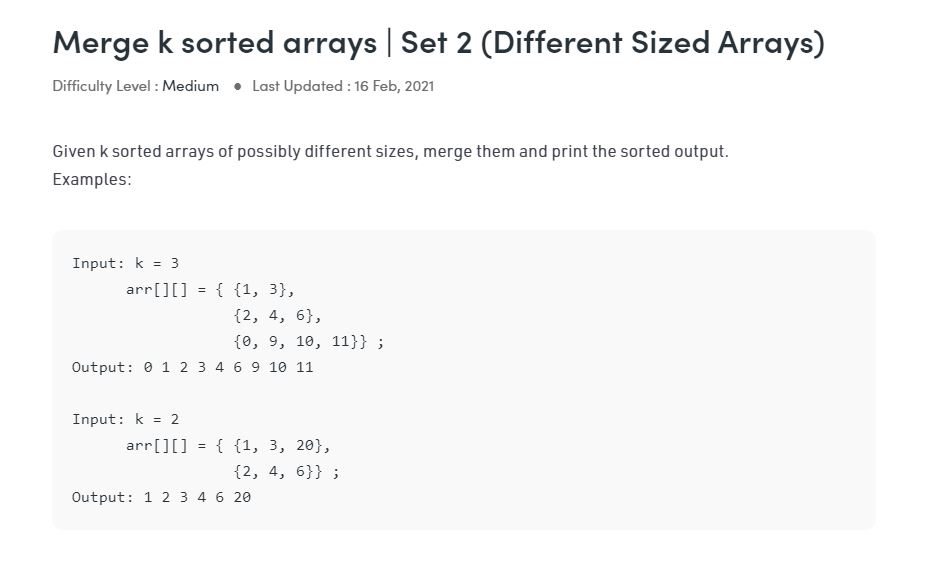 Merge k sorted arrays | Set 2 (Different Sized Arrays)
Difficulty Level : Medium ● Last Updated : 16 Feb, 2021
Given k sorted arrays of possibly different sizes, merge them and print the sorted output.
Examples:
Input: k = 3
      arr[][] = { {1, 3},
                  {2, 4, 6},
                  {0, 9, 10, 11}} ;
Output: 0 1 2 3 4 6 9 10 11
Input: k = 2
      arr[][] = { {1, 3, 20},
                  {2, 4, 6}} ;
Output: 1 2 3 4 6 20